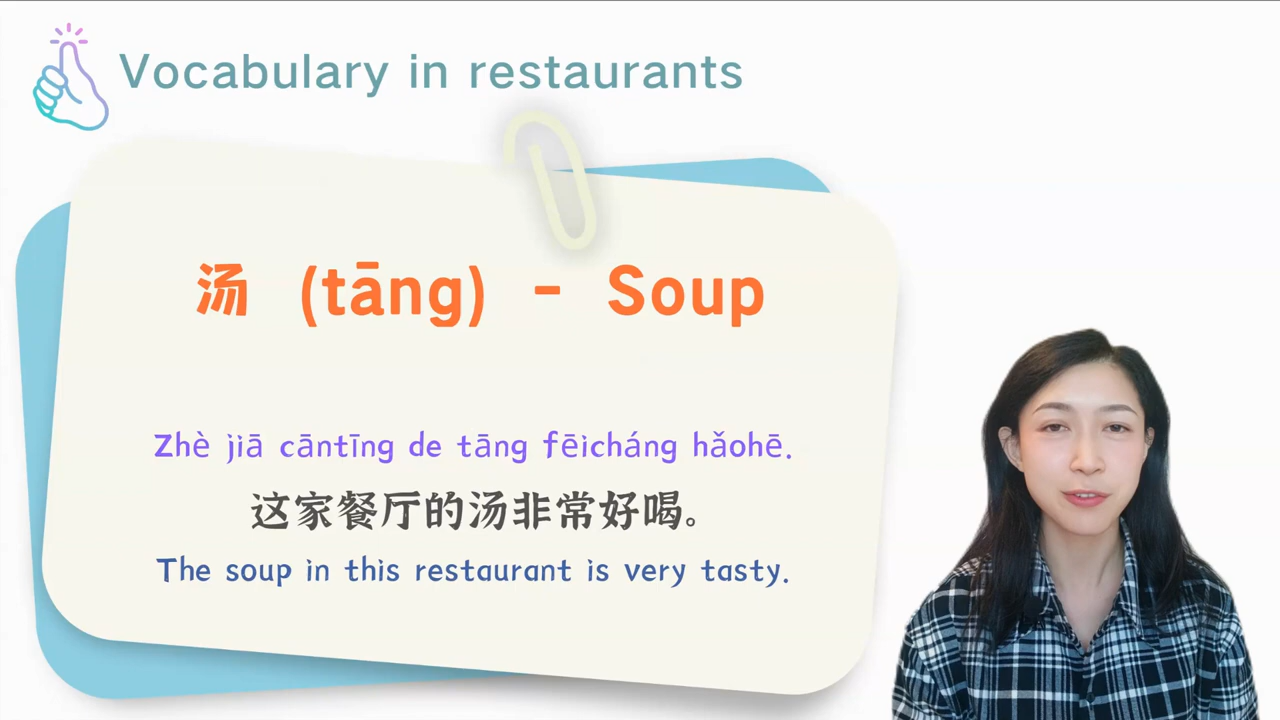 Vocabulary in restaurants
汤 (tāng) - Soup
Zhè jiā cāntīng de tāng fēicháng hǎohē.
这家餐厅的汤非常好喝。
The soup in this restaurant is very tasty.